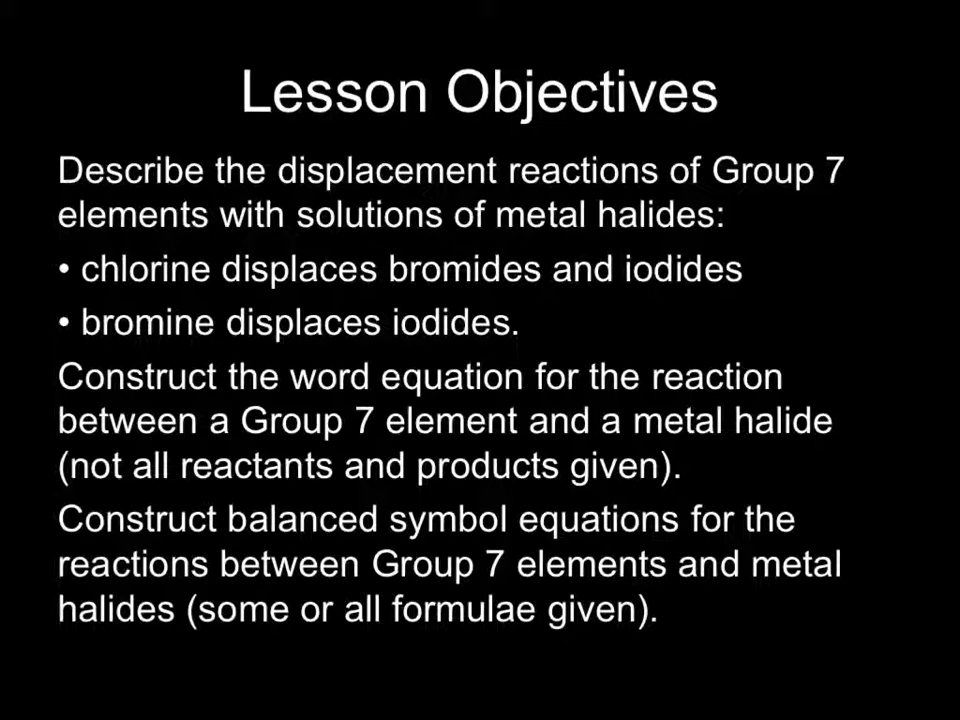 Lesson Objectives
Describe the displacement reactions of Group 7
elements with solutions of metal halides:
• chlorine displaces bromides and iodides
• bromine displaces iodides.
Construct the word equation for the reaction
between a Group 7 element and a metal halide
(not all reactants and products given).
Construct balanced symbol equations for the
reactions between Group 7 elements and metal
halides (some or all formulae given).